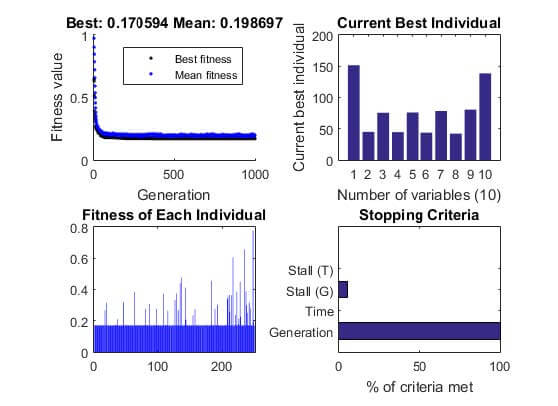 Best: 0.170594 Mean: 0.198697
1
0.5
0
Fitness value
Best fitness
Mean fitness
0 500 1000
Generation
Current Best Individual
200
150
100
50
0
Current best individual
1 2 3 4 5 6 7 8 9 10
Number of variables (10)
Fitness of Each Individual
0.8
0.6
0.4
0.2
0
0 100 200
Stopping Criteria
Stall (T)
Stall (G)
Time
Generation
0 50 100
% of criteria met